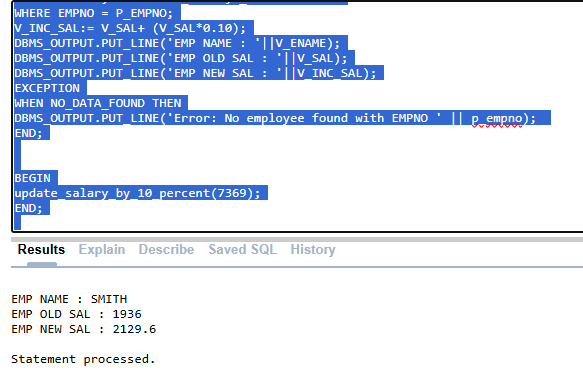 WHERE EMPNO = P_EMPNO;
V_INC_SAL:= V_SAL+ (V_SAL*0.10);
DBMS_OUTPUT.PUT_LINE('EMP NAME : '||V_ENAME);
DBMS_OUTPUT.PUT_LINE('EMP OLD SAL : '||V_SAL);
DBMS_OUTPUT.PUT_LINE('EMP NEW SAL : '||V_INC_SAL);
EXCEPTION
WHEN NO_DATA_FOUND THEN
DBMS_OUTPUT.PUT_LINE('Error: No employee found with EMPNO ' || p_empno);
END;
BEGIN
update_salary_by_10_percent(7369);
END;
Results Explain Describe Saved SQL History
EMP NAME : SMITH
EMP OLD SAL : 1936
EMP NEW SAL : 2129.6
Statement processed.